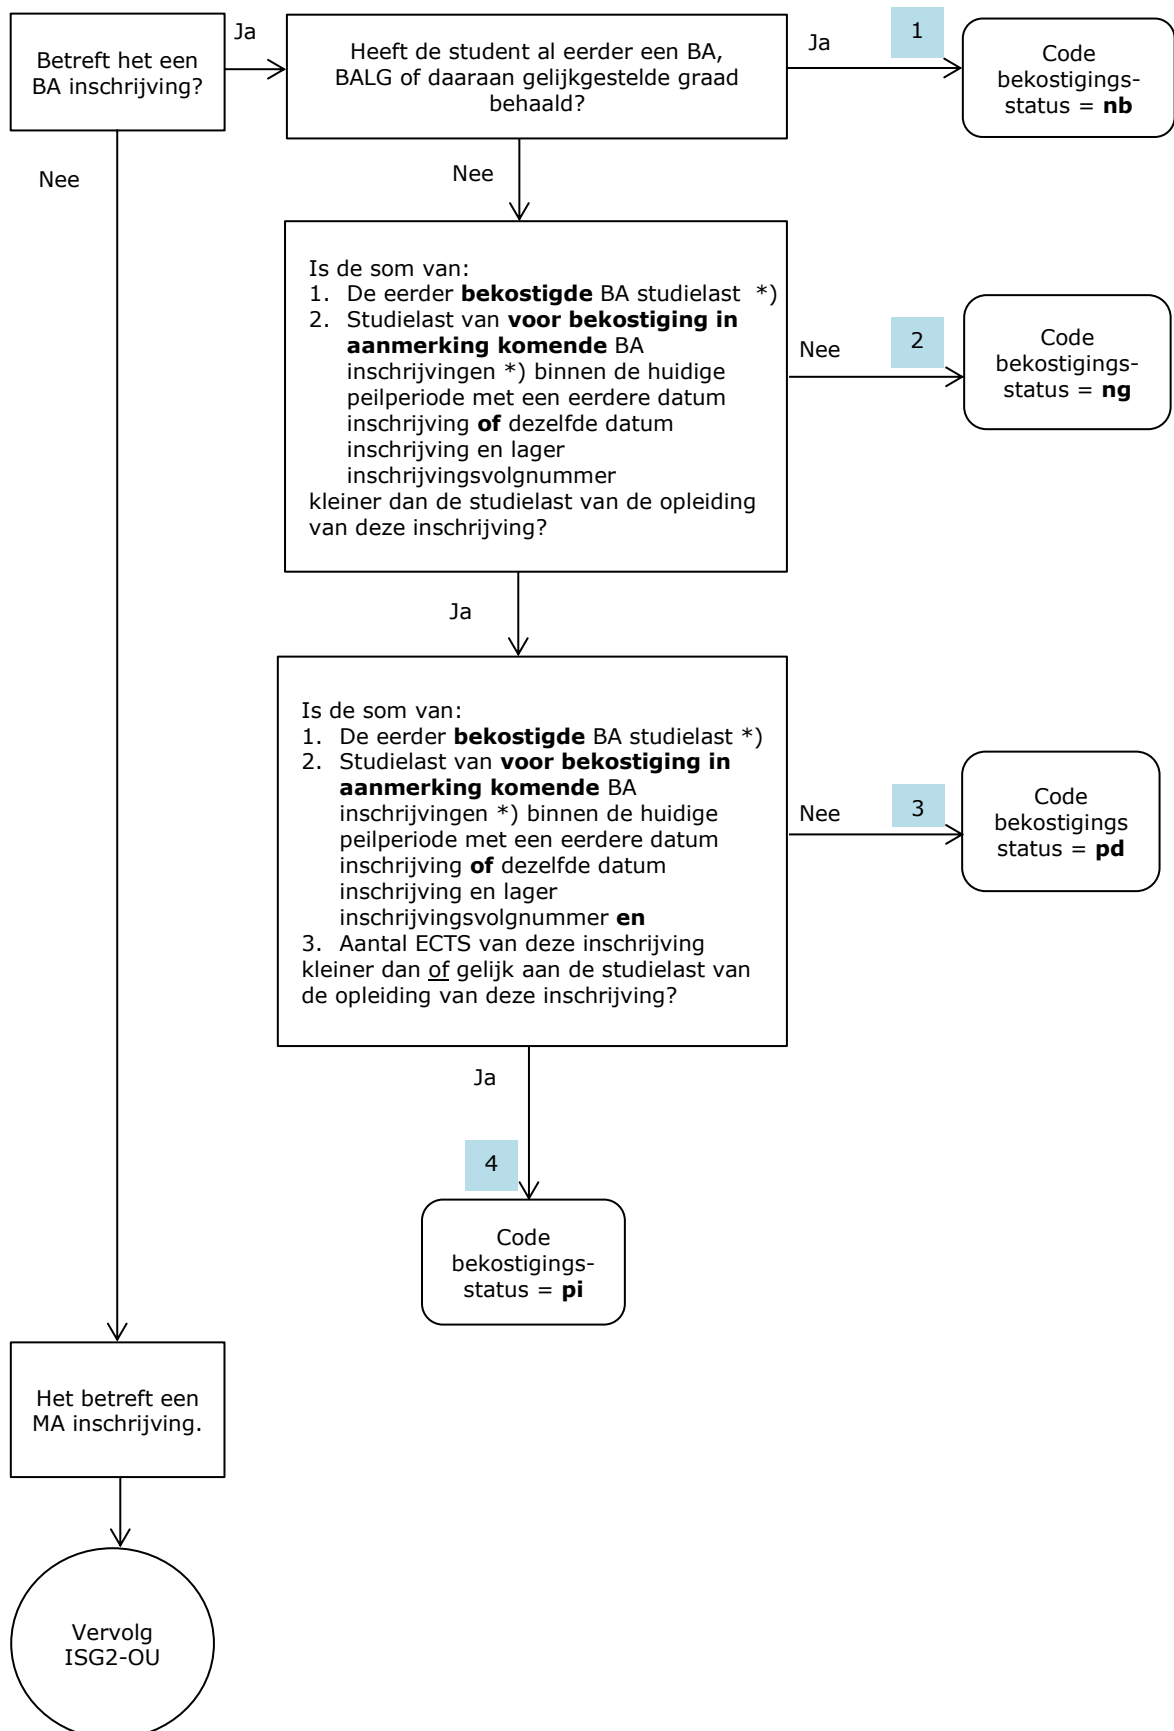 Betreft het een
BA inschrijving?
Ja
Heeft de student al eerder een BA,
BALG of daaraan gelijkgestelde graad
behaald?
Ja
1
Code
bekostigings-
status = nb
Nee
Nee
Is de som van:
1. De eerder bekostigde BA studielast *)
2. Studielast van voor bekostiging in
aanmerking komende BA
inschrijvingen *) binnen de huidige
peilperiode met een eerdere datum
inschrijving of dezelfde datum
inschrijving en lager
inschrijvingsvolgnummer
kleiner dan de studielast van de opleiding
van deze inschrijving?
Nee
2
Code
bekostigings-
status = ng
Ja
Is de som van:
1. De eerder bekostigde BA studielast *)
2. Studielast van voor bekostiging in
aanmerking komende BA
inschrijvingen *) binnen de huidige
peilperiode met een eerdere datum
inschrijving of dezelfde datum
inschrijving en lager
inschrijvingsvolgnummer en
3. Aantal ECTS van deze inschrijving
kleiner dan of gelijk aan de studielast van
de opleiding van deze inschrijving?
Nee
3
Code
bekostigings
status = pd
Ja
4
Code
bekostigings-
status = pi
Het betreft een
MA inschrijving.
Vervolg
ISG2-OU